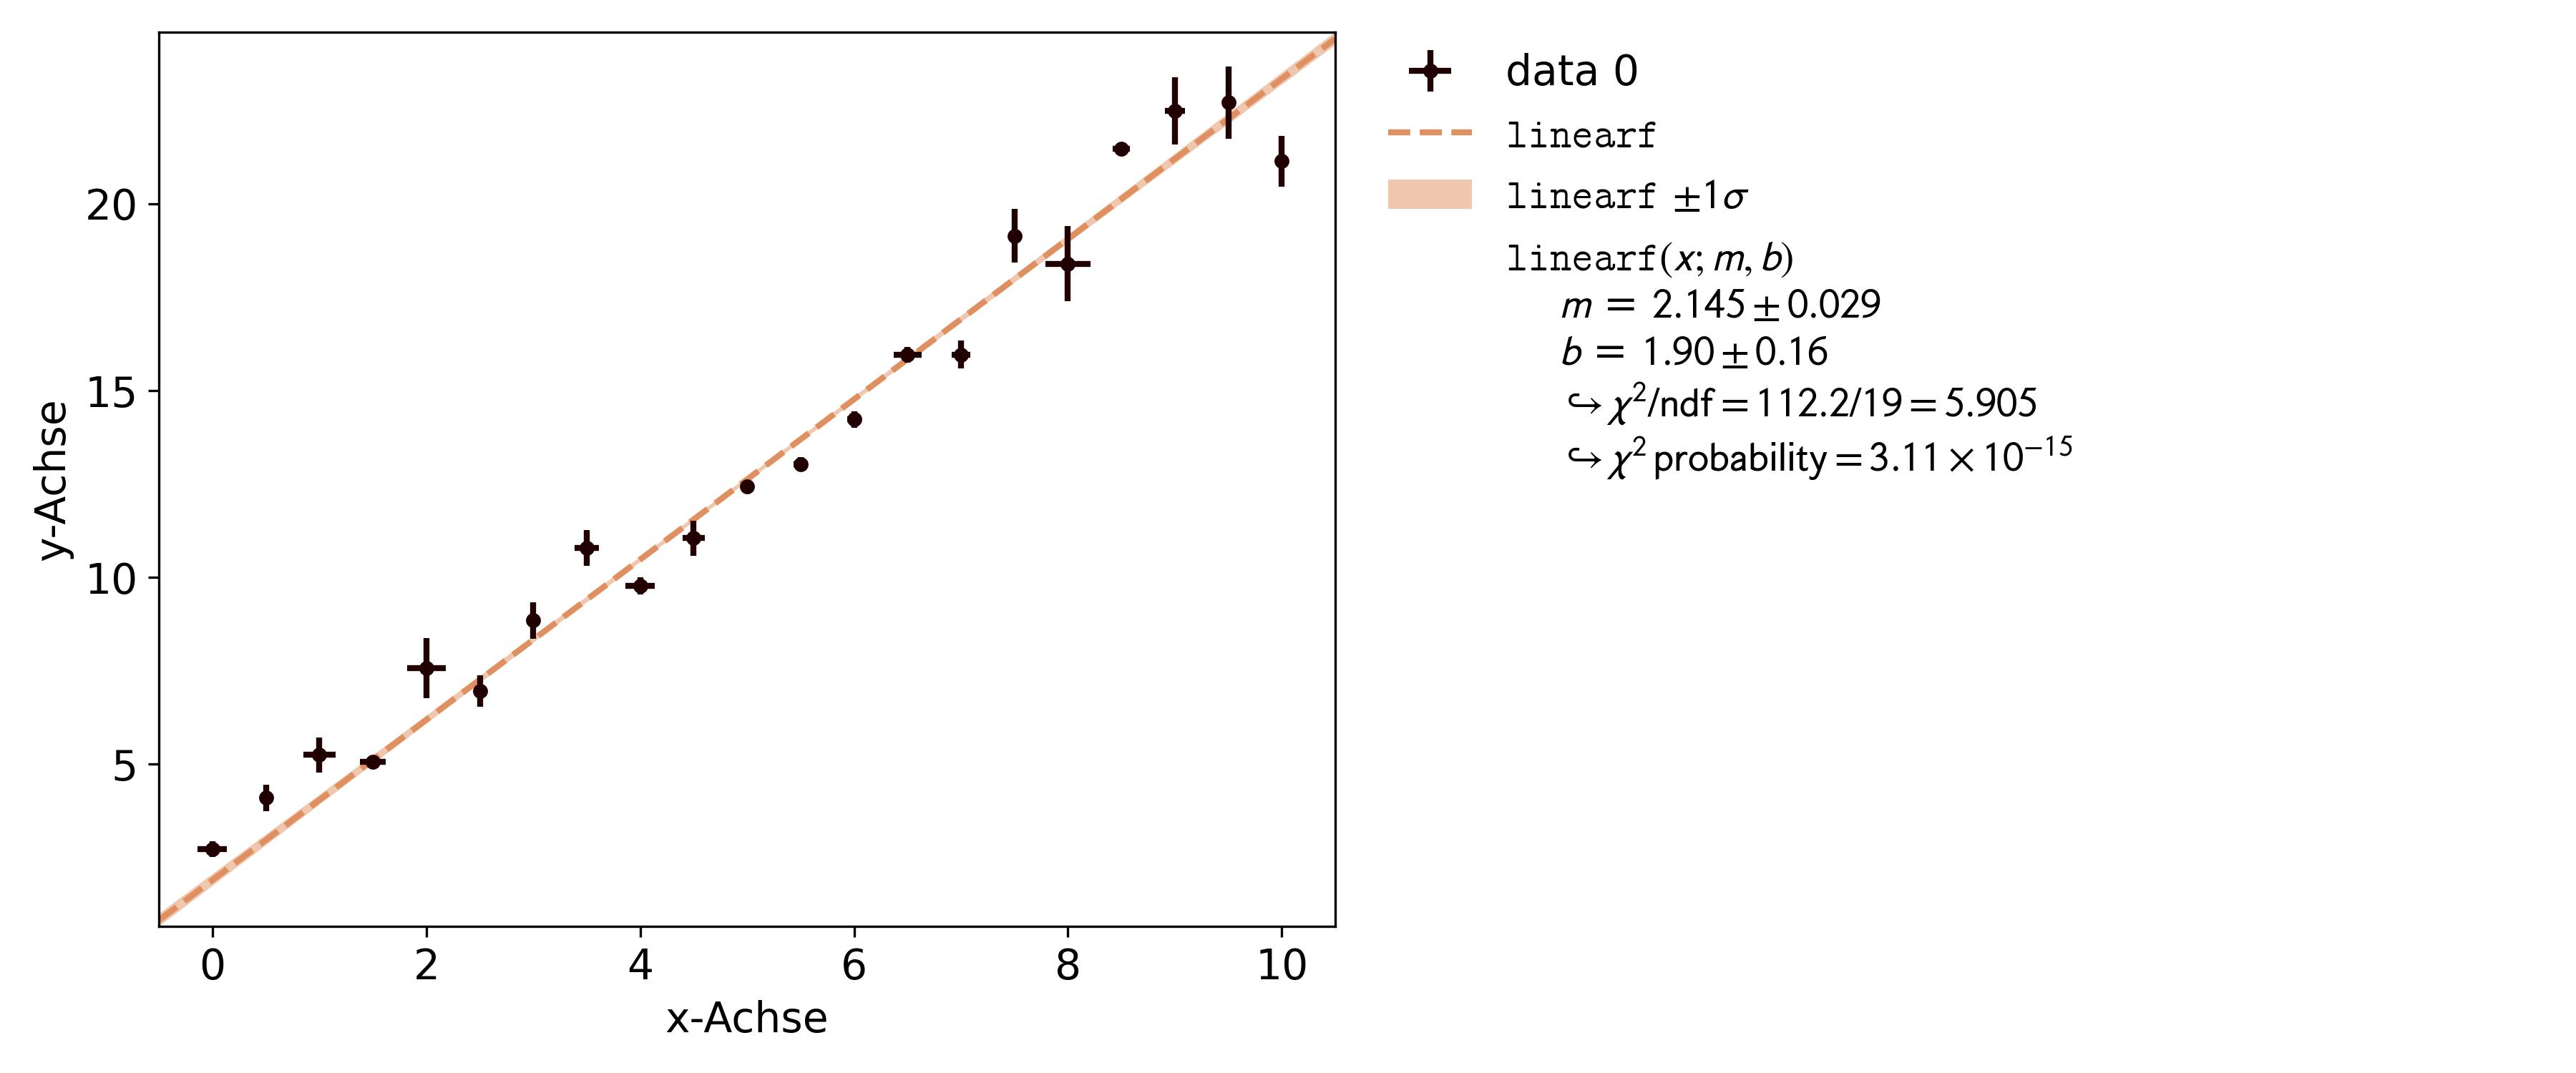 data 0
linearf
linearf ±1σ
linearf(x; m, b)
m = 2.145 ± 0.029
b = 1.90 ± 0.16
↪ χ²/ndf = 112.2/19 = 5.905
↪ χ² probability = 3.11 × 10⁻¹⁵
y-Achse
20
15
10
5
0 2 4 6 8 10
x-Achse